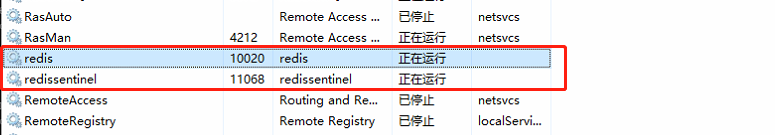 RasAuto Remote Access ... 已停止 netsvcs
RasMan 4212 Remote Access ... 正在运行 netsvcs
redis 10020 redis 正在运行
redissentinel 11068 redissentinel 正在运行
RemoteAccess Routing and Re... 已停止 netsvcs
RemoteRegistry Remote Registry 已停止 localServi...